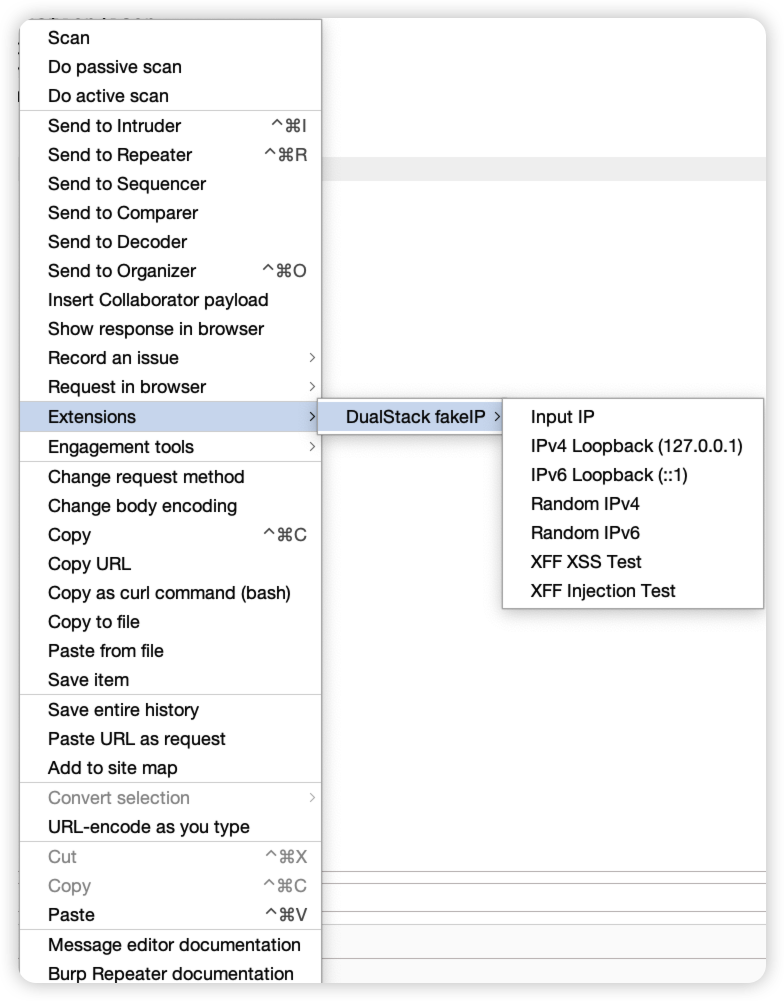 Scan
Do passive scan
Do active scan
Send to Intruder ^⌘I
Send to Repeater ^⌘R
Send to Sequencer
Send to Comparer
Send to Decoder
Send to Organizer ^⌘O
Insert Collaborator payload
Show response in browser
Record an issue >
Request in browser >
Extensions >
Engagement tools >
Change request method
Change body encoding
Copy ^⌘C
Copy URL
Copy as curl command (bash)
Copy to file
Paste from file
Save item
Save entire history
Paste URL as request
Add to site map
Convert selection >
URL-encode as you type
Cut ^⌘X
Copy ^⌘C
Paste ^⌘V
Message editor documentation
Burp Repeater documentation
DualStack fakeIP >
Input IP
IPv4 Loopback (127.0.0.1)
IPv6 Loopback (::1)
Random IPv4
Random IPv6
XFF XSS Test
XFF Injection Test